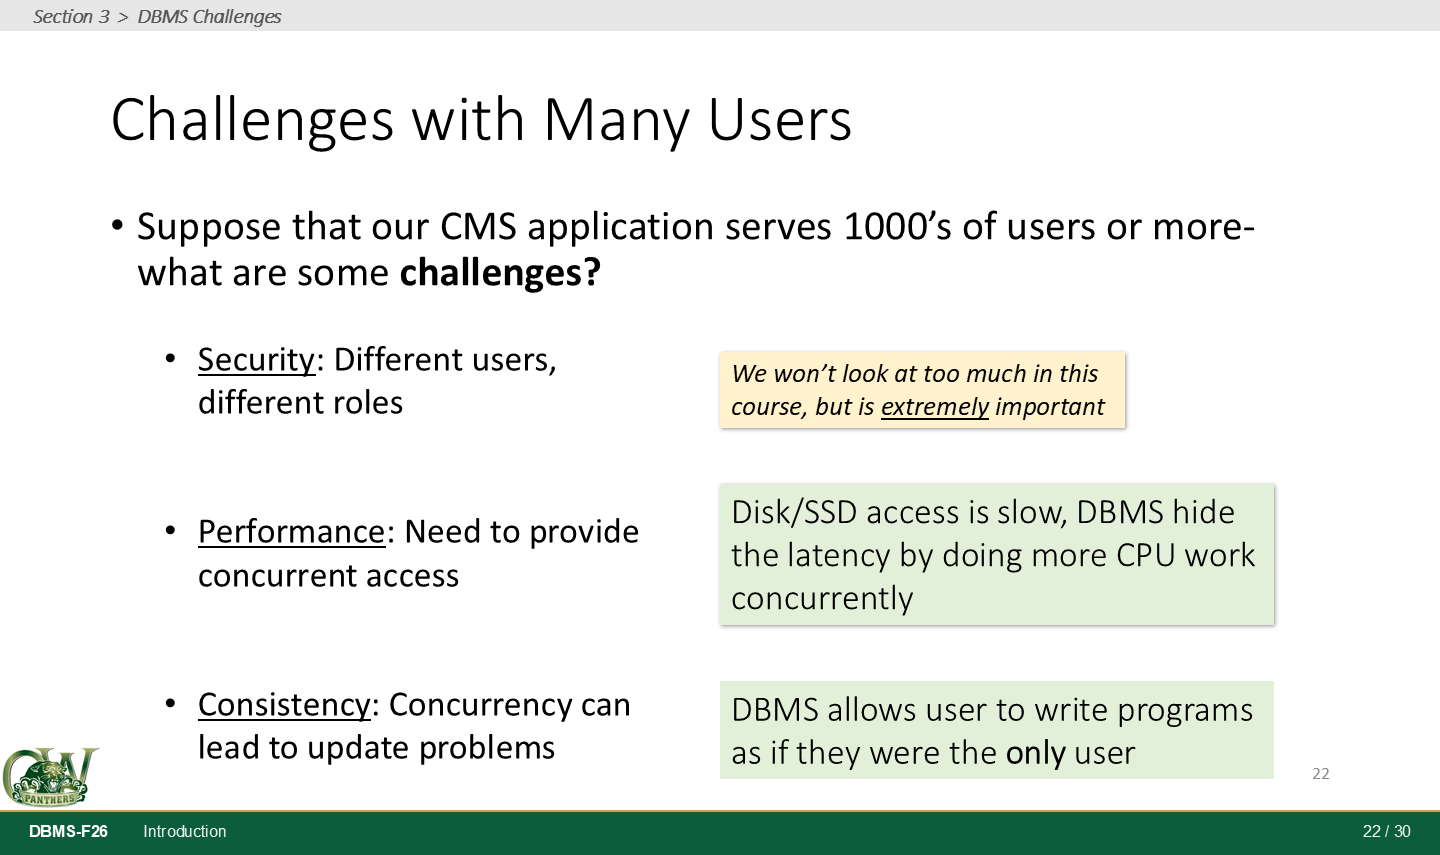 Section 3 > DBMS Challenges
Challenges with Many Users
• Suppose that our CMS application serves 1000’s of users or more-
what are some challenges?
• Security: Different users,
different roles
We won’t look at too much in this
course, but is extremely important
• Performance: Need to provide
concurrent access
Disk/SSD access is slow, DBMS hide
the latency by doing more CPU work
concurrently
• Consistency: Concurrency can
lead to update problems
DBMS allows user to write programs
as if they were the only user
22
OW
PANTHERS
DBMS-F26 Introduction 22 / 30